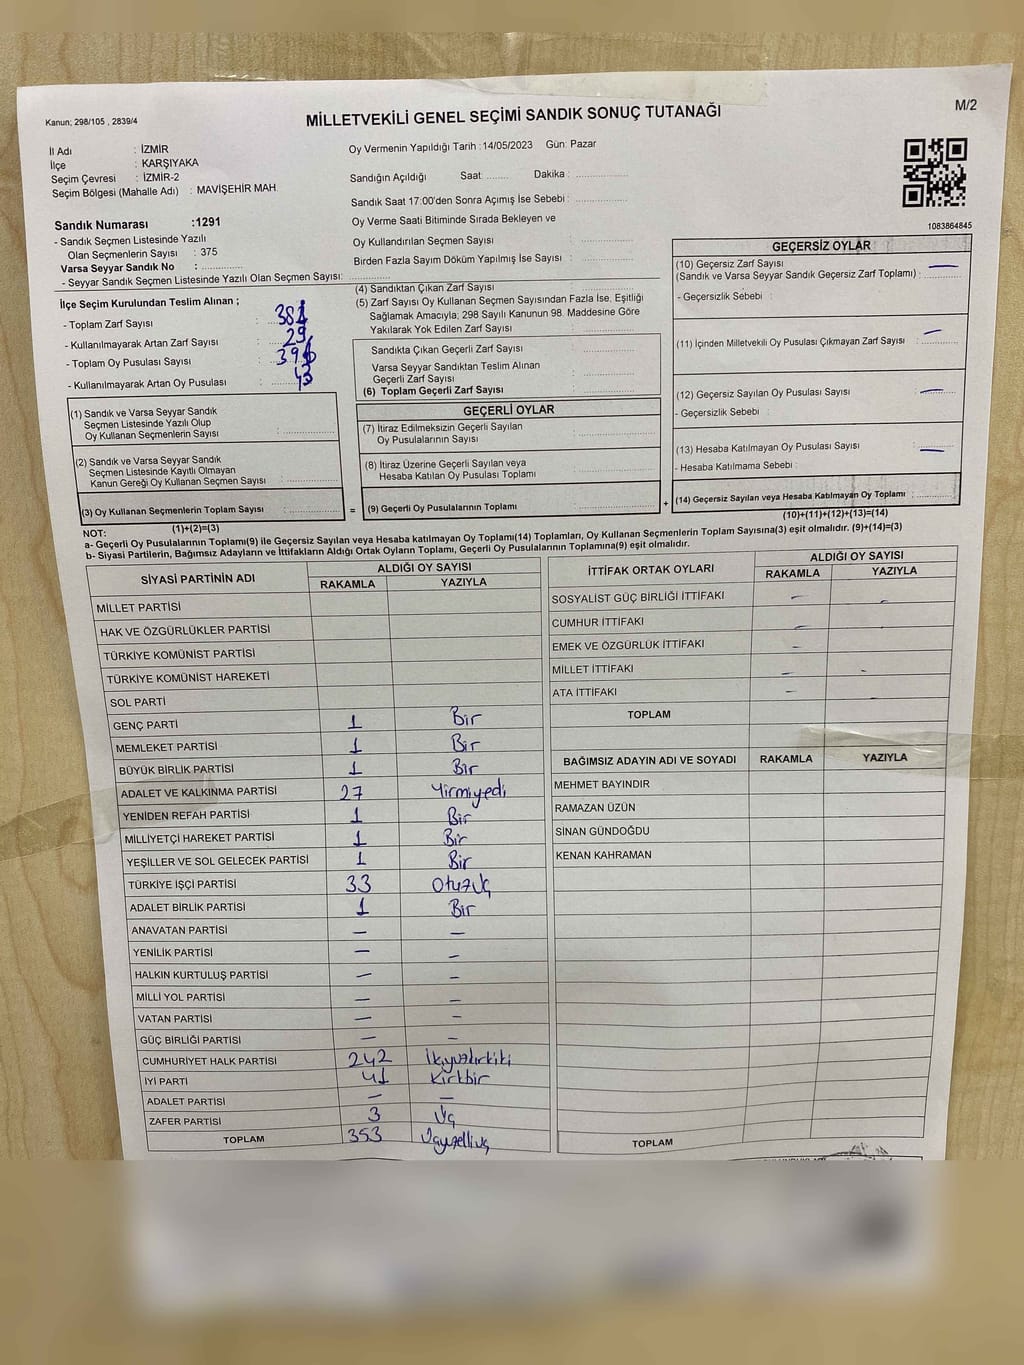 Kanun; 298/105 , 2839/4
MİLLETVEKİLİ GENEL SEÇİMİ SANDIK SONUÇ TUTANAĞI
M/2
İl Adı : İZMİR
İlçe : KARŞIYAKA
Seçim Çevresi : İZMİR-2
Seçim Bölgesi (Mahalle Adı) : MAVİŞEHİR MAH.
Sandık Numarası :1291
- Sandık Seçmen Listesinde Yazılı
Olan Seçmenlerin Sayısı : 375
Varsa Seyyar Sandık No : ..............
- Seyyar Sandık Seçmen Listesinde Yazılı Olan Seçmen Sayısı: ..............
Oy Vermenin Yapıldığı Tarih :14/05/2023 Gün: Pazar
Sandığın Açıldığı Saat: ........ Dakika : ..............
Sandık Saat 17:00'den Sonra Açımış İse Sebebi : ..............
Oy Verme Saati Bitiminde Sırada Bekleyen ve
Oy Kullandırılan Seçmen Sayısı : ..............
Birden Fazla Sayım Döküm Yapılmış İse Sayısı : ..............
1083864845
İlçe Seçim Kurulundan Teslim Alınan ;
- Toplam Zarf Sayısı : 381
- Kullanılmayarak Artan Zarf Sayısı : 29
- Toplam Oy Pusulası Sayısı : 396
- Kullanılmayarak Artan Oy Pusulası : 43
(4) Sandıktan Çıkan Zarf Sayısı : ..............
(5) Zarf Sayısı Oy Kullanan Seçmen Sayısından Fazla İse, Eşitliği
Sağlamak Amacıyla; 298 Sayılı Kanunun 98. Maddesine Göre
Yakılarak Yok Edilen Zarf Sayısı : ..............
Sandıkta Çıkan Geçerli Zarf Sayısı : ..............
Varsa Seyyar Sandıktan Teslim Alınan
Geçerli Zarf Sayısı : ..............
(6) Toplam Geçerli Zarf Sayısı : ..............
GEÇERSİZ OYLAR
(10) Geçersiz Zarf Sayısı —
(Sandık ve Varsa Seyyar Sandık Geçersiz Zarf Toplamı) : ........
- Geçersizlik Sebebi :
(11) İçinden Milletvekili Oy Pusulası Çıkmayan Zarf Sayısı : —
(12) Geçersiz Sayılan Oy Pusulası Sayısı : —
- Geçersizlik Sebebi :
(13) Hesaba Katılmayan Oy Pusulası Sayısı : —
- Hesaba Katılmama Sebebi :
(14) Geçersiz Sayılan veya Hesaba Katılmayan Oy Toplamı : ........
(10)+(11)+(12)+(13)=(14)
(1) Sandık ve Varsa Seyyar Sandık
Seçmen Listesinde Yazılı Olup
Oy Kullanan Seçmenlerin Sayısı : ..............
(2) Sandık ve Varsa Seyyar Sandık
Seçmen Listesinde Kayıtlı Olmayan
Kanun Gereği Oy Kullanan Seçmen Sayısı : ..............
(3) Oy Kullanan Seçmenlerin Toplam Sayısı : ..............
(1)+(2)=(3)
=
GEÇERLİ OYLAR
(7) İtiraz Edilmeksizin Geçerli Sayılan
Oy Pusulalarının Sayısı : ..............
(8) İtiraz Üzerine Geçerli Sayılan veya
Hesaba Katılan Oy Pusulası Toplamı : ..............
(9) Geçerli Oy Pusulalarının Toplamı : ..............
+
NOT:
a- Geçerli Oy Pusulalarının Toplamı(9) ile Geçersiz Sayılan veya Hesaba katılmayan Oy Toplamı(14) Toplamları, Oy Kullanan Seçmenlerin Toplam Sayısına(3) eşit olmalıdır. (9)+(14)=(3)
b- Siyasi Partilerin, Bağımsız Adayların ve İttifakların Aldığı Ortak Oyların Toplamı, Geçerli Oy Pusulalarının Toplamına(9) eşit olmalıdır.
SİYASİ PARTİNİN ADI ALDIĞI OY SAYISI
RAKAMLA YAZIYLA
MİLLET PARTİSİ
HAK VE ÖZGÜRLÜKLER PARTİSİ
TÜRKİYE KOMÜNİST PARTİSİ
TÜRKİYE KOMÜNİST HAREKETİ
SOL PARTİ
GENÇ PARTİ 1 Bir
MEMLEKET PARTİSİ 1 Bir
BÜYÜK BİRLİK PARTİSİ 1 Bir
ADALET VE KALKINMA PARTİSİ 27 Yirmiyedi
YENİDEN REFAH PARTİSİ 1 Bir
MİLLİYETÇİ HAREKET PARTİSİ 1 Bir
YEŞİLLER VE SOL GELECEK PARTİSİ 1 Bir
TÜRKİYE İŞÇİ PARTİSİ 33 Otuzüç
ADALET BİRLİK PARTİSİ 1 Bir
ANAVATAN PARTİSİ — —
YENİLİK PARTİSİ — —
HALKIN KURTULUŞ PARTİSİ — —
MİLLİ YOL PARTİSİ — —
VATAN PARTİSİ — —
GÜÇ BİRLİĞİ PARTİSİ — —
CUMHURİYET HALK PARTİSİ 242 İkiyüzkırkiki
İYİ PARTİ 41 Kırkbir
ADALET PARTİSİ — —
ZAFER PARTİSİ 3 Üç
TOPLAM 353 Üçyüzelliüç
İTTİFAK ORTAK OYLARI ALDIĞI OY SAYISI
RAKAMLA YAZIYLA
SOSYALİST GÜÇ BİRLİĞİ İTTİFAKI — —
CUMHUR İTTİFAKI —
EMEK VE ÖZGÜRLÜK İTTİFAKI —
MİLLET İTTİFAKI — -
ATA İTTİFAKI — —
TOPLAM
BAĞIMSIZ ADAYIN ADI VE SOYADI RAKAMLA YAZIYLA
MEHMET BAYINDIR
RAMAZAN ÜZÜN
SİNAN GÜNDOĞDU
KENAN KAHRAMAN
TOPLAM